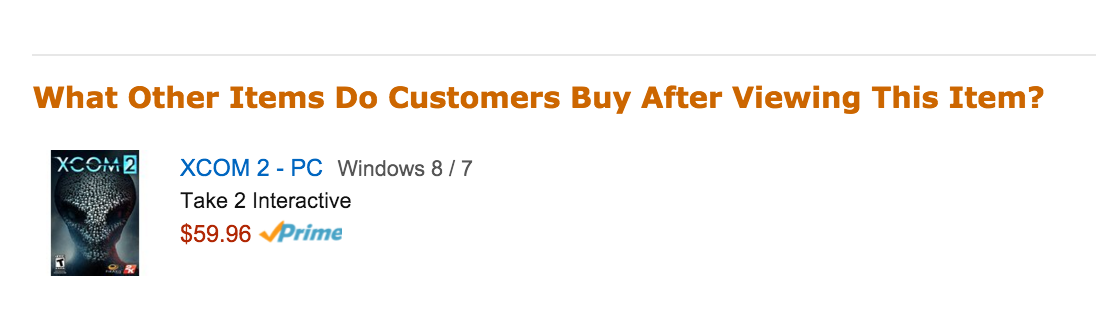 What Other Items Do Customers Buy After Viewing This Item?
XCOM 2
XCOM 2 - PC Windows 8 / 7
Take 2 Interactive
$59.96 Prime
T
2K